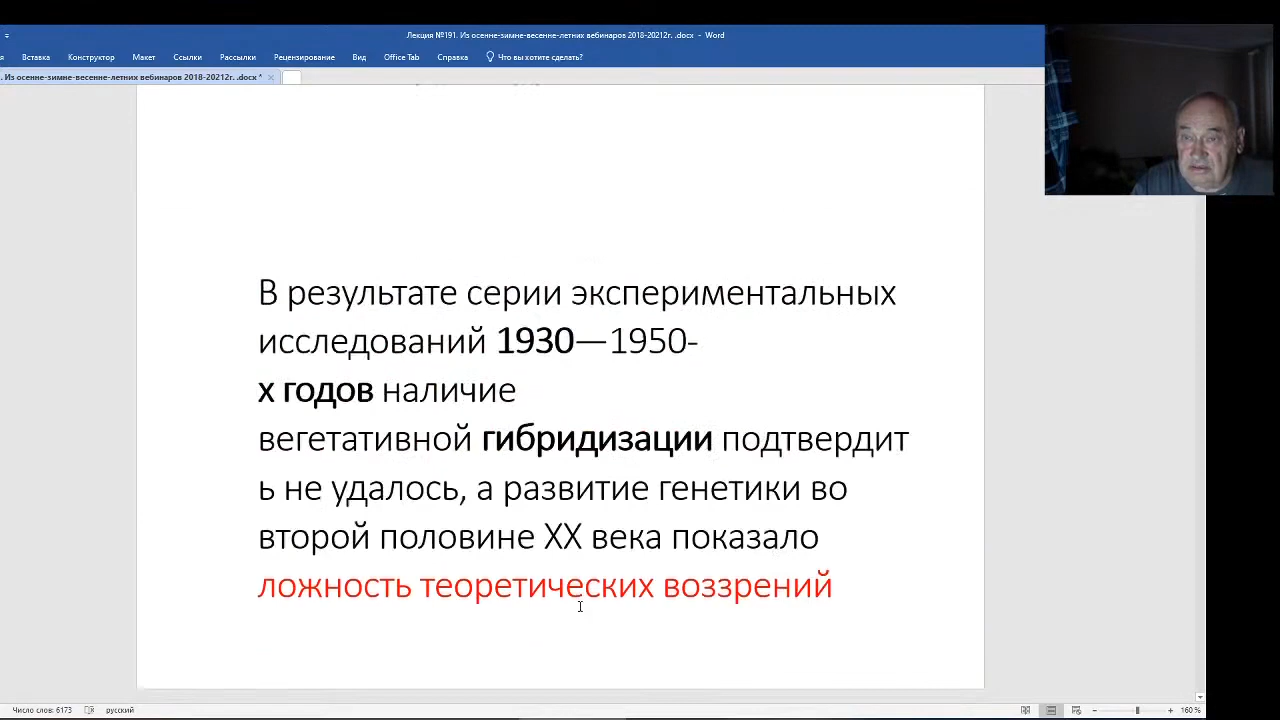 Лекция №191. Из осенне-зимне-весенне-летних вебинаров 2018-20212г. .docx - Word
Вставка Конструктор Макет Ссылки Рассылки Рецензирование Вид Office Tab Справка Что вы хотите сделать?
. Из осенне-зимне-весенне-летних вебинаров 2018-20212г. .docx *
В результате серии экспериментальных
исследований 1930—1950-
х годов наличие
вегетативной гибридизации подтвердит
ь не удалось, а развитие генетики во
второй половине XX века показало
ложность теоретических воззрений
Число слов: 6173 русский 160 %